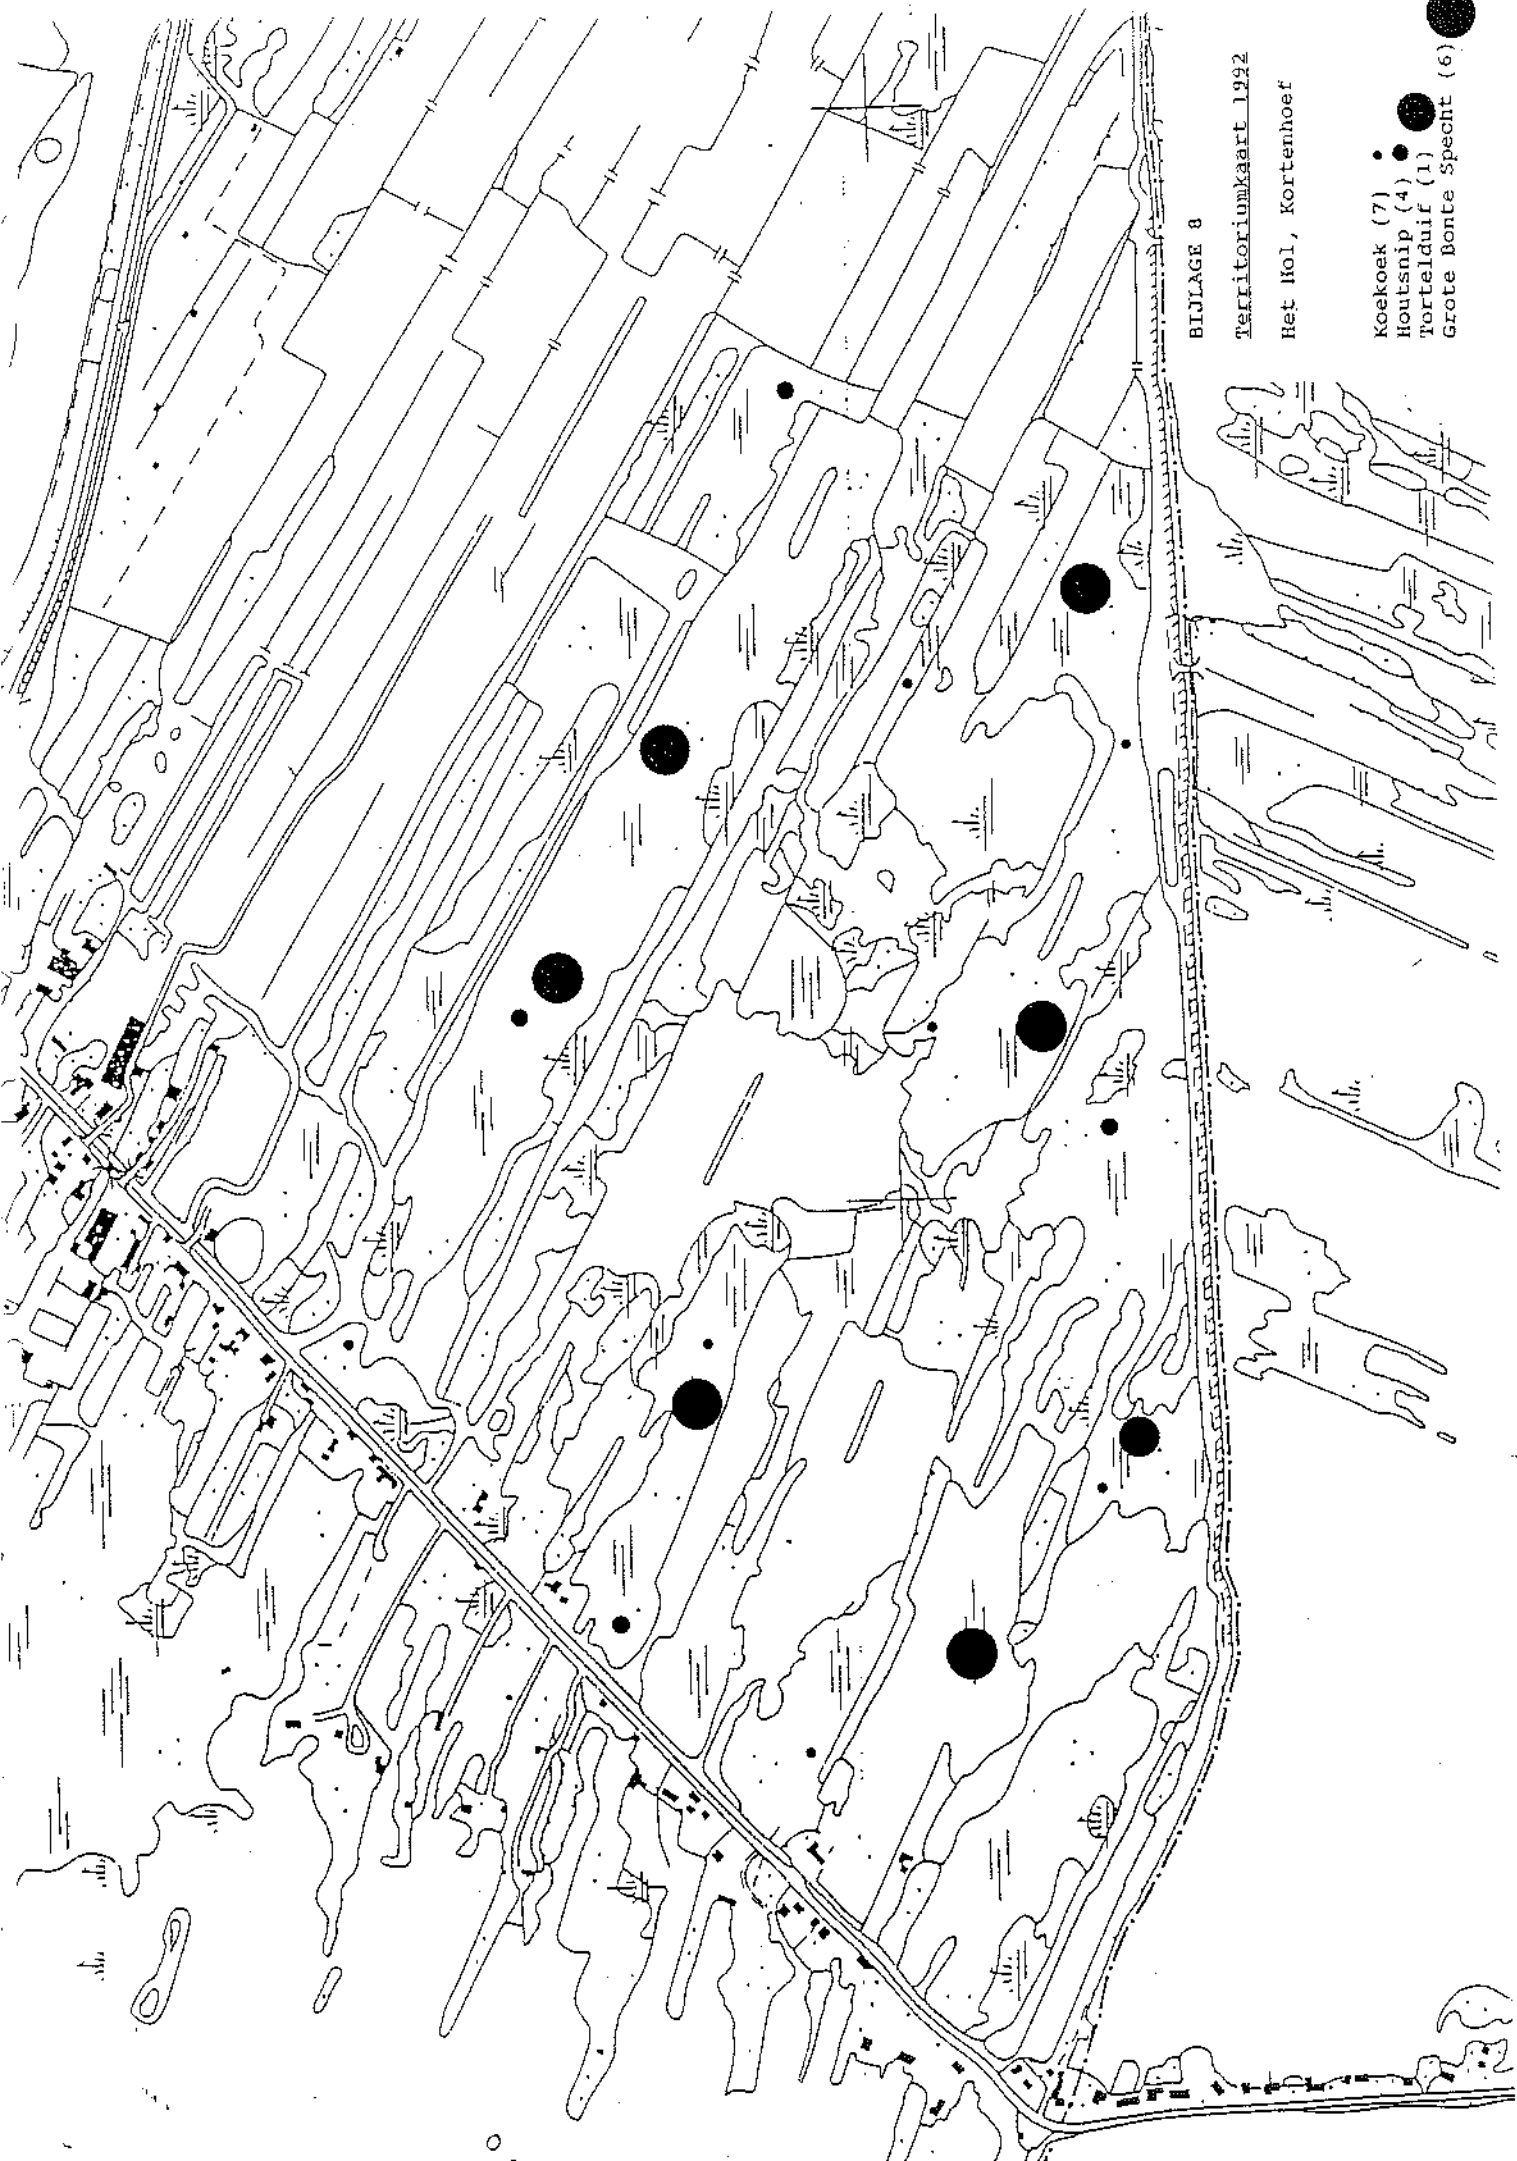 BIJLAGE 8
Territoriumkaart 1992
Het Hol, Kortenhoef
Koekoek (7)
Houtsnip (4)
Tortelduif (1)
Grote Bonte Specht (6)